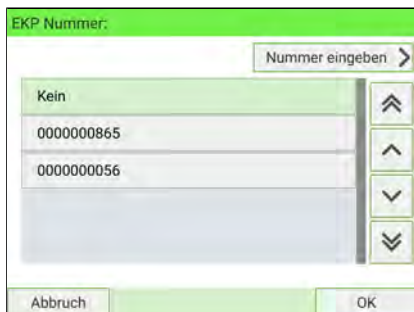 EKP Nummer:
Nummer eingeben
Kein
0000000865
0000000056
Abbruch
OK